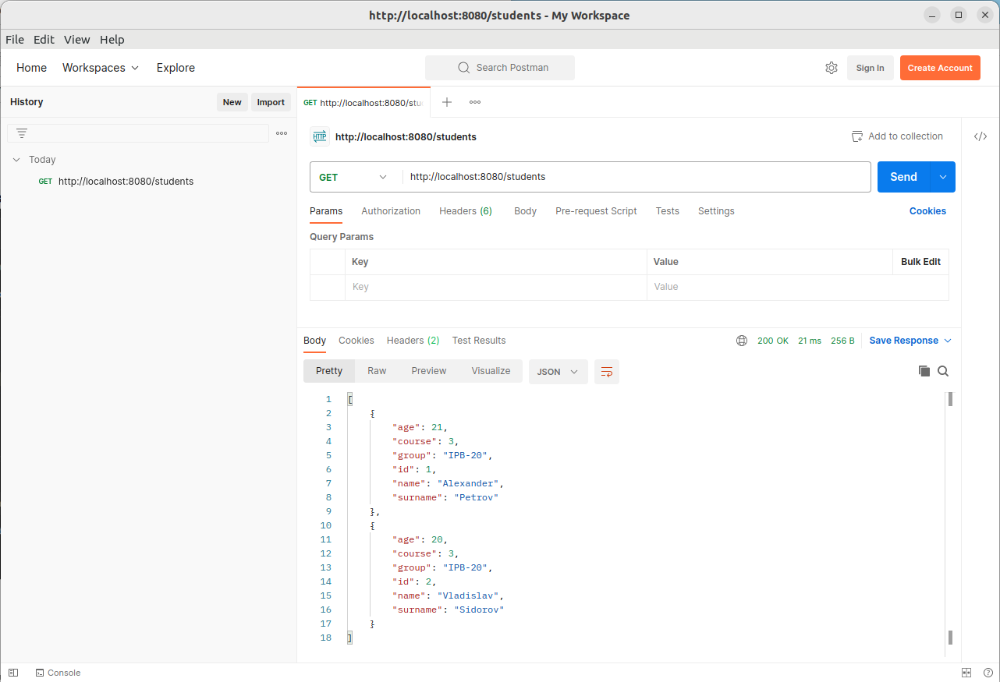 http://localhost:8080/students - My Workspace
File Edit View Help
Home Workspaces Explore Search Postman Sign In Create Account
History New Import GET http://localhost:8080/stu
http://localhost:8080/students Add to collection
Today
GET http://localhost:8080/students
GET http://localhost:8080/students Send
Params Authorization Headers (6) Body Pre-request Script Tests Settings Cookies
Query Params
Key Value Bulk Edit
Key Value
Body Cookies Headers (2) Test Results 200 OK 21 ms 256 B Save Response
Pretty Raw Preview Visualize JSON
1 [
2 {
3 "age": 21,
4 "course": 3,
5 "group": "IPB-20",
6 "id": 1,
7 "name": "Alexander",
8 "surname": "Petrov"
9 },
10 {
11 "age": 20,
12 "course": 3,
13 "group": "IPB-20",
14 "id": 2,
15 "name": "Vladislav",
16 "surname": "Sidorov"
17 }
18 ]
Console